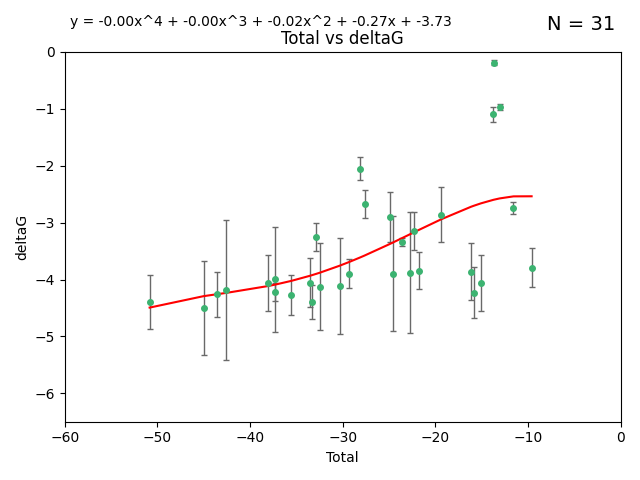 y = -0.00x^4 + -0.00x^3 + -0.02x^2 + -0.27x + -3.73
N = 31
Total vs deltaG
0
−1
−2
−3
−4
−5
−6
deltaG
−60 −50 −40 −30 −20 −10 0
Total